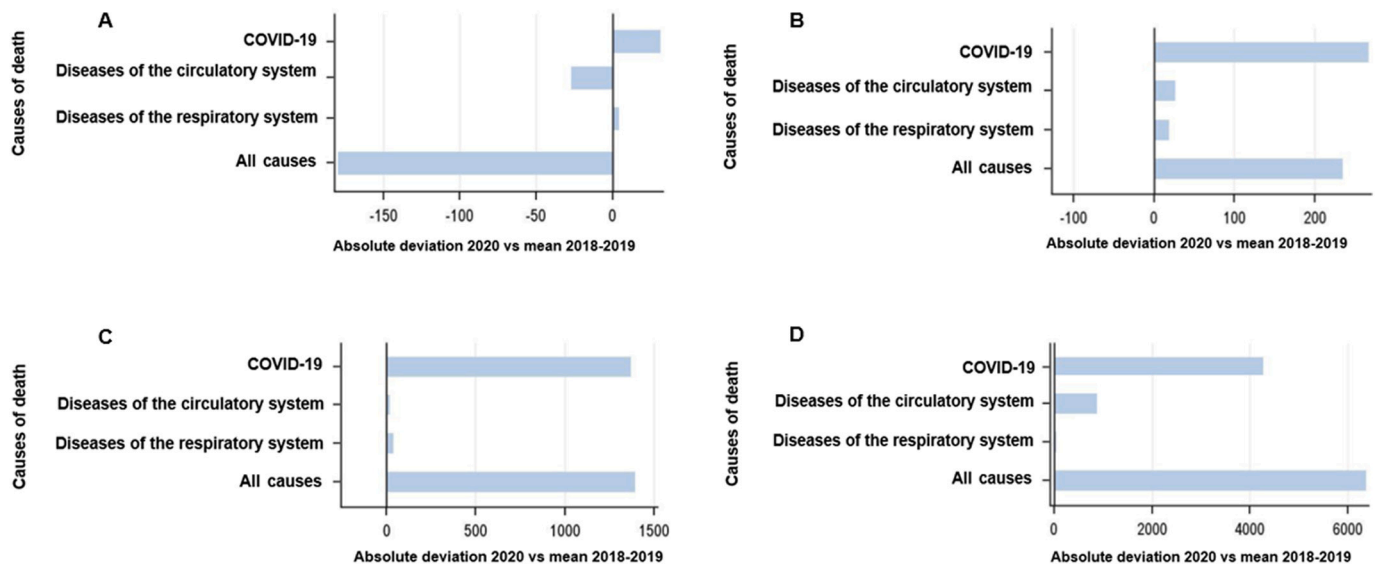 A
Causes of death
COVID-19
Diseases of the circulatory system
Diseases of the respiratory system
All causes
-150 -100 -50 0
Absolute deviation 2020 vs mean 2018-2019
B
Causes of death
COVID-19
Diseases of the circulatory system
Diseases of the respiratory system
All causes
-100 0 100 200
Absolute deviation 2020 vs mean 2018-2019
C
Causes of death
COVID-19
Diseases of the circulatory system
Diseases of the respiratory system
All causes
0 500 1000 1500
Absolute deviation 2020 vs mean 2018-2019
D
Causes of death
COVID-19
Diseases of the circulatory system
Diseases of the respiratory system
All causes
0 2000 4000 6000
Absolute deviation 2020 vs mean 2018-2019